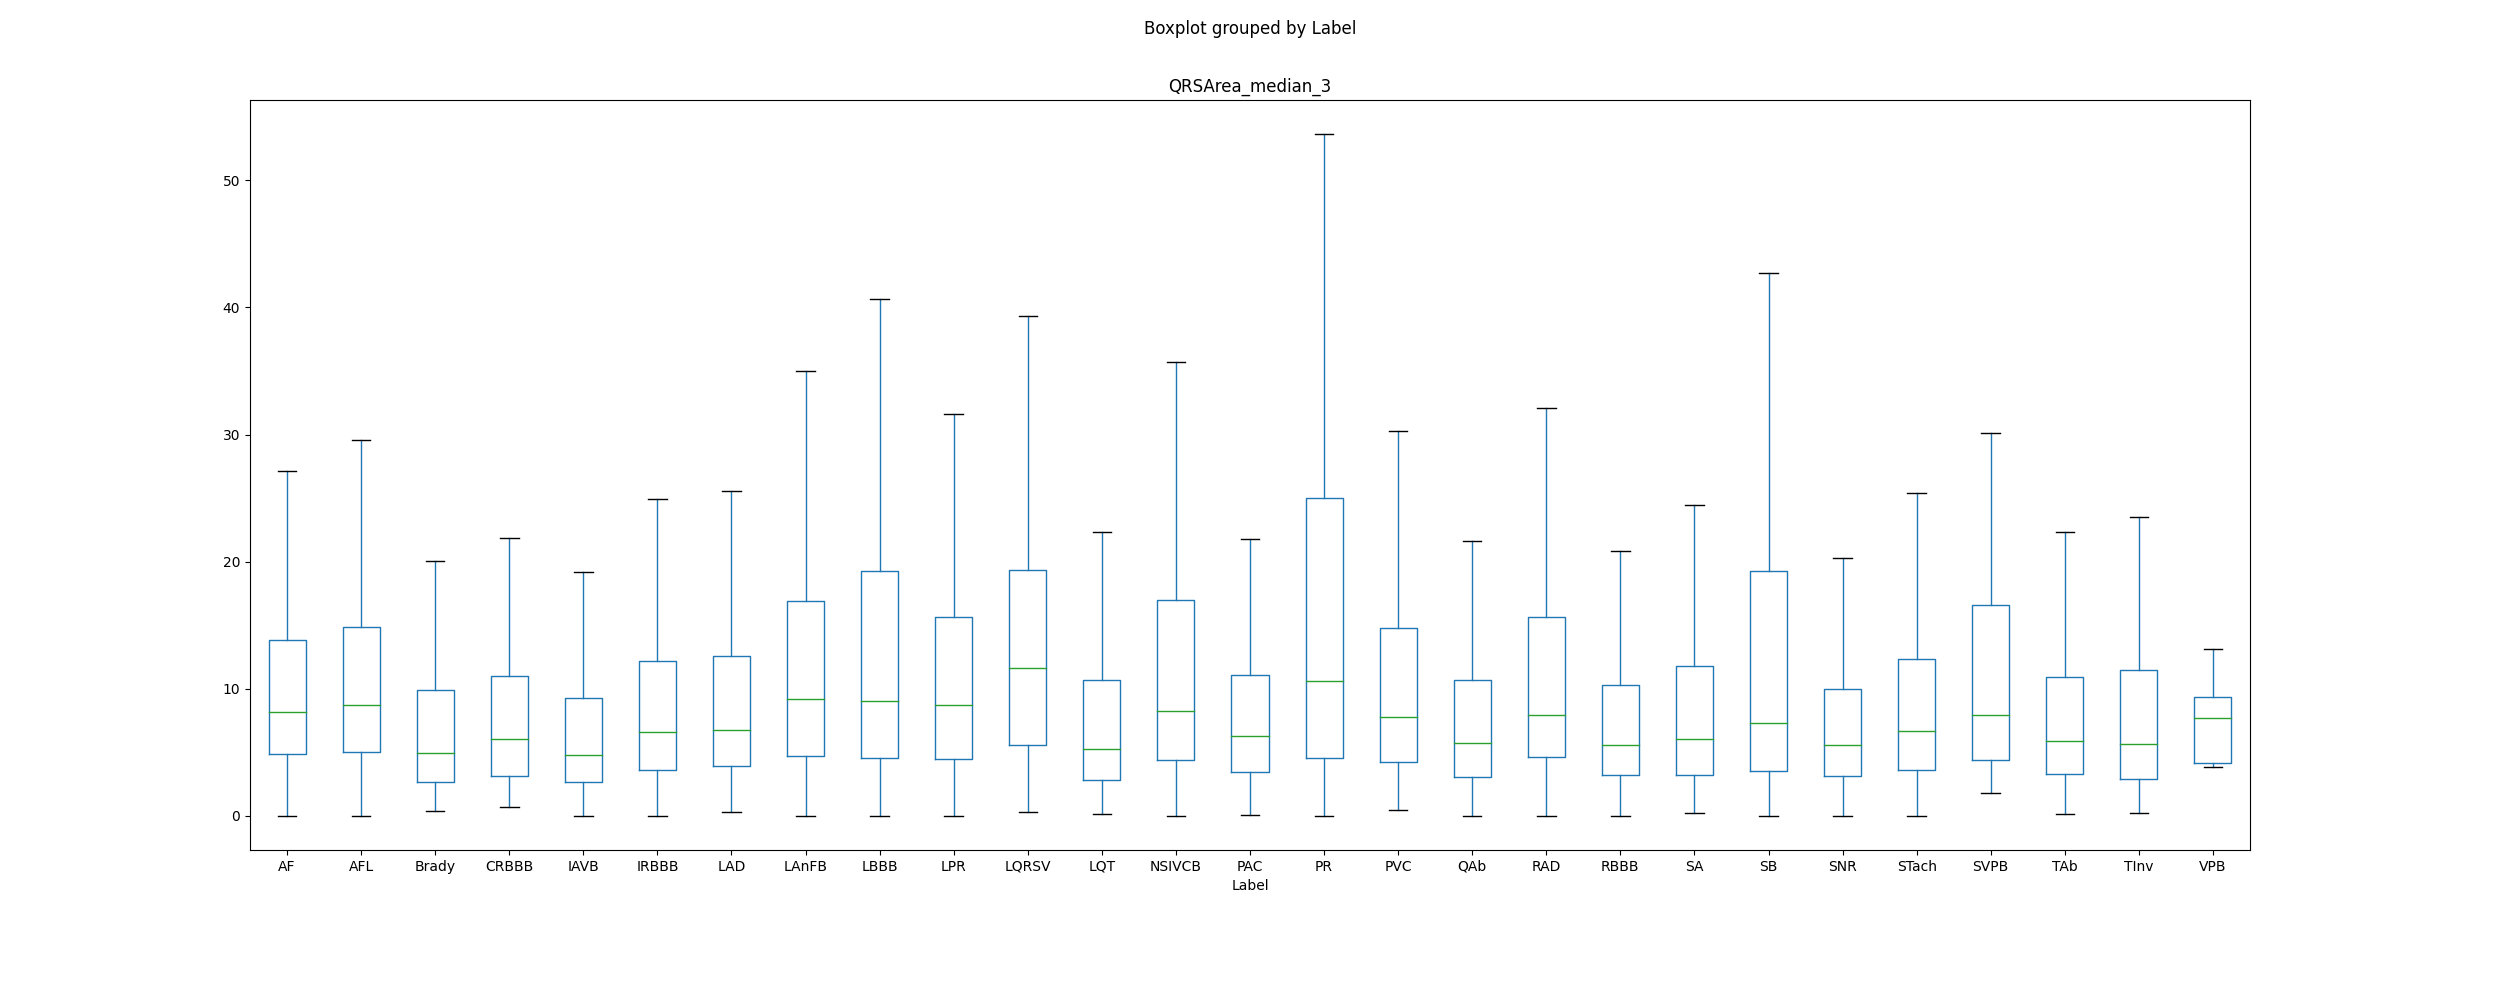 Boxplot grouped by Label
QRSArea_median_3
50
40
30
20
10
0
AF AFL Brady CRBBB IAVB IRBBB LAD LAnFB LBBB LPR LQRSV LQT NSIVCB PAC PR PVC QAb RAD RBBB SA SB SNR STach SVPB TAb TInv VPB
Label